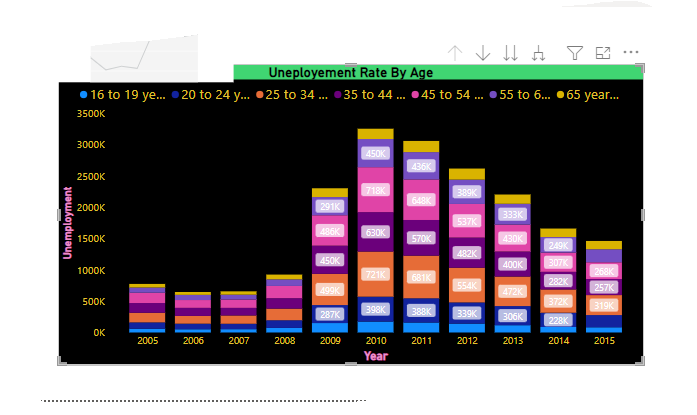 Uneployement Rate By Age
16 to 19 ye... 20 to 24 y... 25 to 34 ... 35 to 44 ... 45 to 54 ... 55 to 6... 65 year...
3500K
3000K
2500K
2000K
1500K
1000K
500K
0K
Unemployment
291K
486K
450K
499K
287K
450K
718K
630K
721K
398K
436K
648K
570K
681K
388K
389K
537K
482K
554K
339K
333K
430K
400K
472K
306K
249K
307K
282K
372K
228K
268K
257K
319K
2005 2006 2007 2008 2009 2010 2011 2012 2013 2014 2015
Year